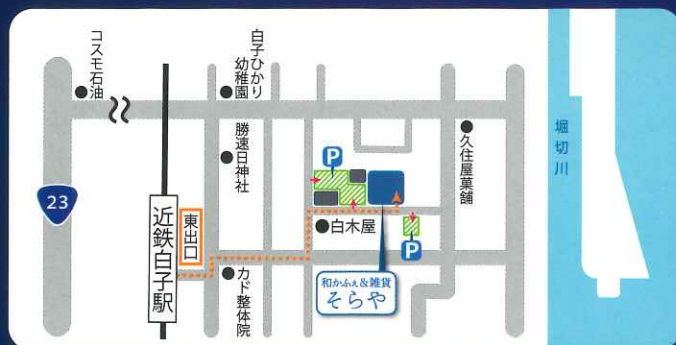 コスモ石油
白子ひかり
幼稚園
勝速日神社
P
久住屋菓舗
堀切川
23
近鉄白子駅
東出口
白木屋
P
カド整体院
和かふぇ&雑貨
そらや